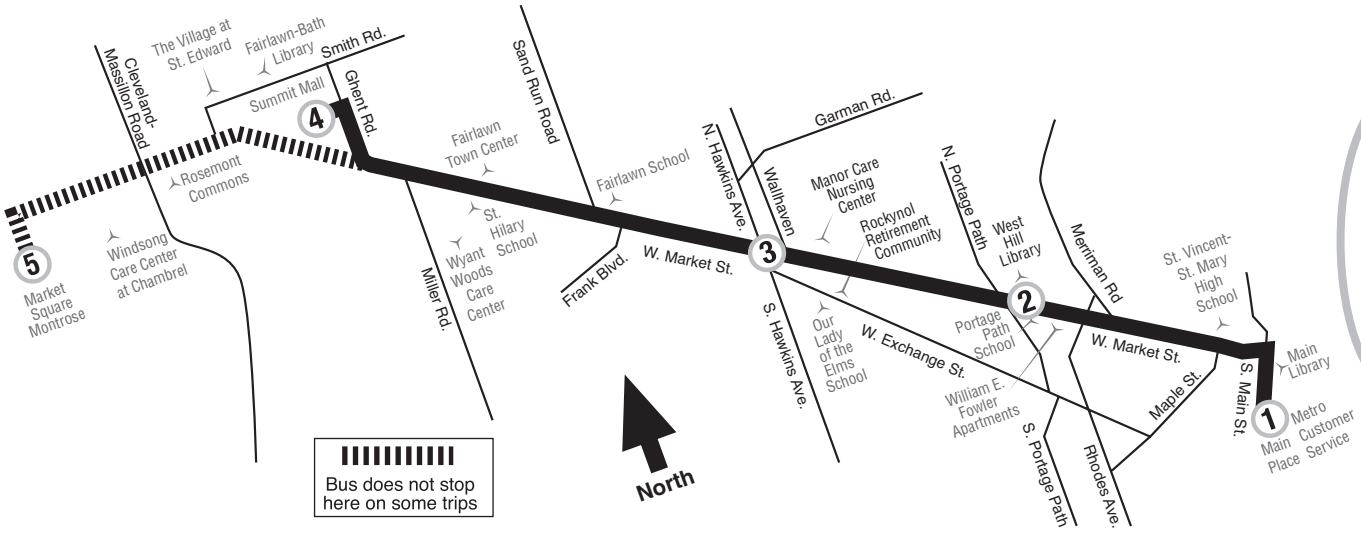 The Village at
St. Edward
Fairlawn-Bath
Library
Smith Rd.
Cleveland-
Massillon Road
Summit Mall
4
Ghent Rd.
Sand Run Road
Rosemont
Commons
Fairlawn
Town Center
Fairlawn School
St.
Hilary
School
Wyant
Woods
Care
Center
Miller Rd.
Frank Blvd.
W. Market St.
5
Market
Square
Montrose
Windsong
Care Center
at Chambrel
N. Hawkins Ave.
Wallhaven
Garman Rd.
3
Manor Care
Nursing
Center
Rockynol
Retirement
Community
N. Portage Path
West
Hill
Library
Merriman Rd
St. Vincent-
St. Mary
High
School
2
Portage
Path
School
Our
Lady
of the
Elms
School
S. Hawkins Ave.
W. Exchange St.
William E.
Fowler
Apartments
W. Market St.
Maple St.
S. Main St.
Main
Library
1
Metro
Customer
Service
Main
Place
S. Portage Path
Rhodes Ave.
North
Bus does not stop
here on some trips